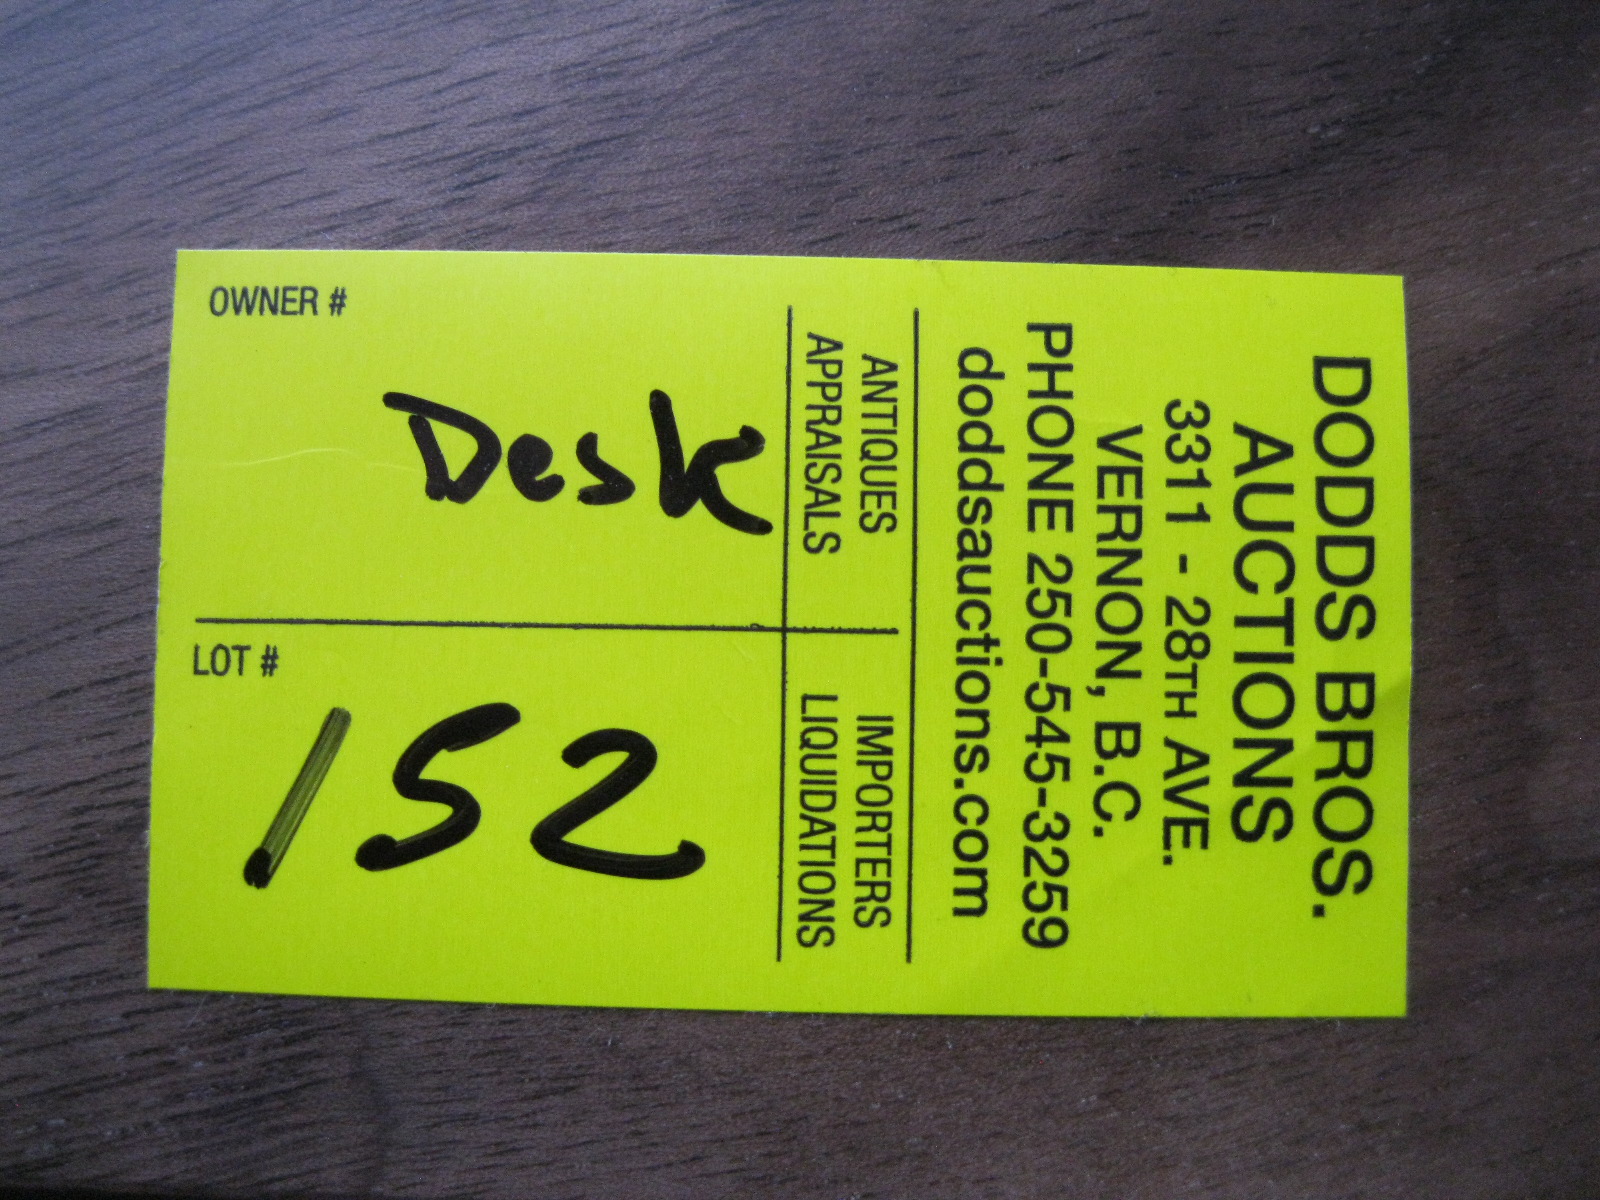 DODDS BROS.
AUCTIONS
3311 - 28TH AVE.
VERNON, B.C.
PHONE 250-545-3259
doddsauctions.com
ANTIQUES
APPRAISALS
IMPORTERS
LIQUIDATIONS
OWNER #
Desk
LOT #
152